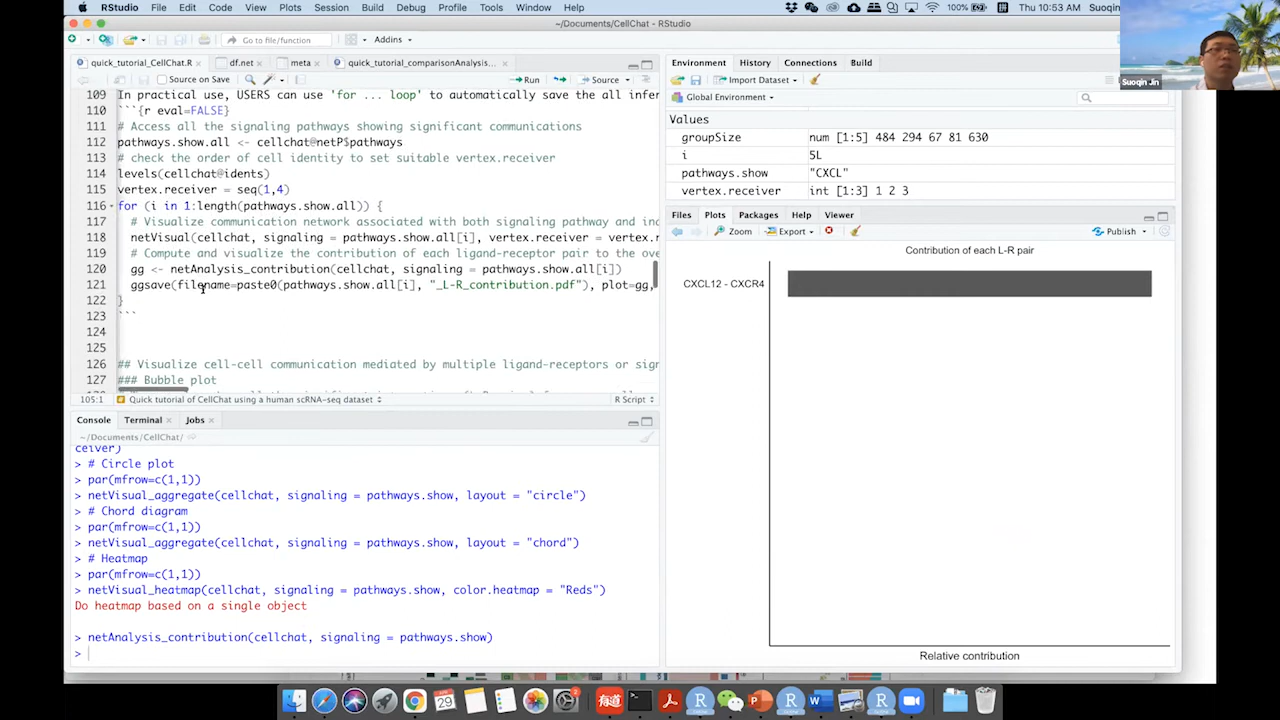 RStudio File Edit Code View Plots Session Build Debug Profile Tools Window Help 100% Thu 10:53 AM Suoqin
~/Documents/CellChat - RStudio
Go to file/function Addins
quick_tutorial_CellChat.R df.net meta quick_tutorial_comparisonAnalysis...
Source on Save Run Source
109 In practical use, USERS can use 'for ... loop'
110 ```{r eval=FALSE}
111 # Access all the signaling pathways showing significant communications
112 pathways.show.all <- cellchat@netP$pathways
113 # check the order of cell identity to set suitable vertex.receiver
114 levels(cellchat@idents)
115 vertex.receiver = seq(1,4)
116 for (i in 1:length(pathways.show.all)) {
117 # Visualize communication network associated with both signaling pathway and
118 netVisual(cellchat, signaling = pathways.show.all[i], vertex.receiver =
119 # Compute and visualize the contribution of each ligand-receptor pair to the
120 gg <- netAnalysis_contribution(cellchat, signaling = pathways.show.all[i])
121 ggsave(filename=paste0(pathways.show.all[i], "_L-R_contribution.pdf"), plot=gg,
122 }
123 ```
124
125
126 ## Visualize cell-cell communication mediated by multiple ligand-receptors or
127 ### Bubble plot
105:1 Quick tutorial of CellChat using a human scRNA-seq dataset R Script
Console Terminal Jobs
~/Documents/CellChat/
ceiver)
> # Circle plot
> par(mfrow=c(1,1))
> netVisual_aggregate(cellchat, signaling = pathways.show, layout = "circle")
> # Chord diagram
> par(mfrow=c(1,1))
> netVisual_aggregate(cellchat, signaling = pathways.show, layout = "chord")
> # Heatmap
> par(mfrow=c(1,1))
> netVisual_heatmap(cellchat, signaling = pathways.show, color.heatmap = "Reds")
Do heatmap based on a single object
> netAnalysis_contribution(cellchat, signaling = pathways.show)
>
Environment History Connections Build
Import Dataset
Global Environment
Values
groupSize num [1:5] 484 294 67 81 630
i 5L
pathways.show "CXCL"
vertex.receiver int [1:3] 1 2 3
Files Plots Packages Help Viewer
Zoom Export Publish
Contribution of each L-R pair
CXCL12 - CXCR4
Relative contribution
Suoqin Jin
APR
29
有道